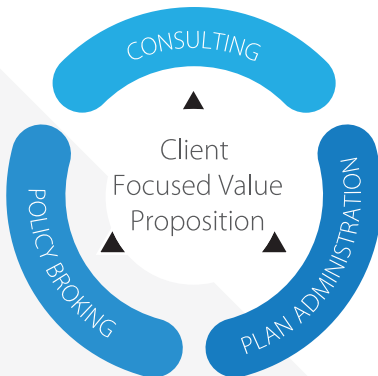 CONSULTING
Client
Focused Value
Proposition
POLICY BROKING
PLAN ADMINISTRATION